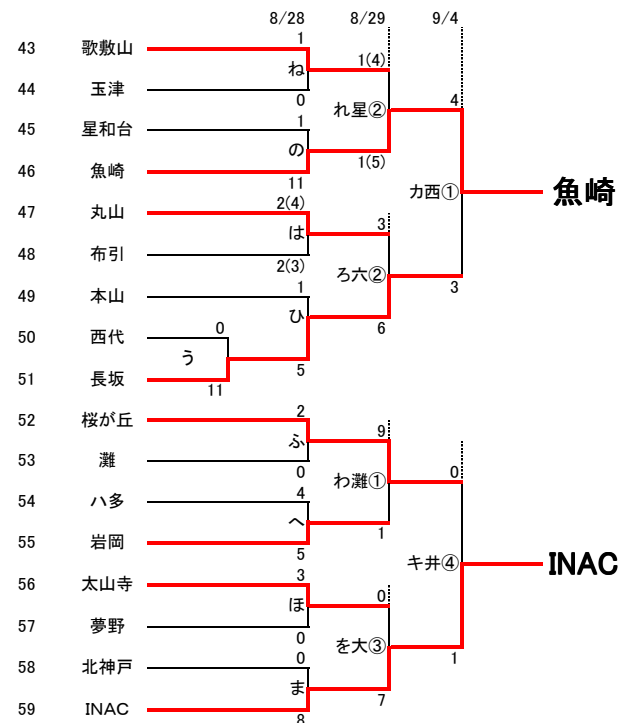 8/28 8/29 9/4
43 歌敷山 1
ね 1(4)
44 玉津 0
れ星② 4
45 星和台 1
の 1(5)
46 魚崎 11
カ西① 魚崎
47 丸山 2(4)
は 3
48 布引 2(3)
ろ六② 3
49 本山 1
ひ 6
50 西代 0
う 5
51 長坂 11
52 桜が丘 2
ふ 9
53 灘 0
わ灘① 0
54 ハ多 4
へ 1
55 岩岡 5
キ井④ INAC
56 太山寺 3
ほ 0
57 夢野 0
を大③ 1
58 北神戸 0
ま 7
59 INAC 8